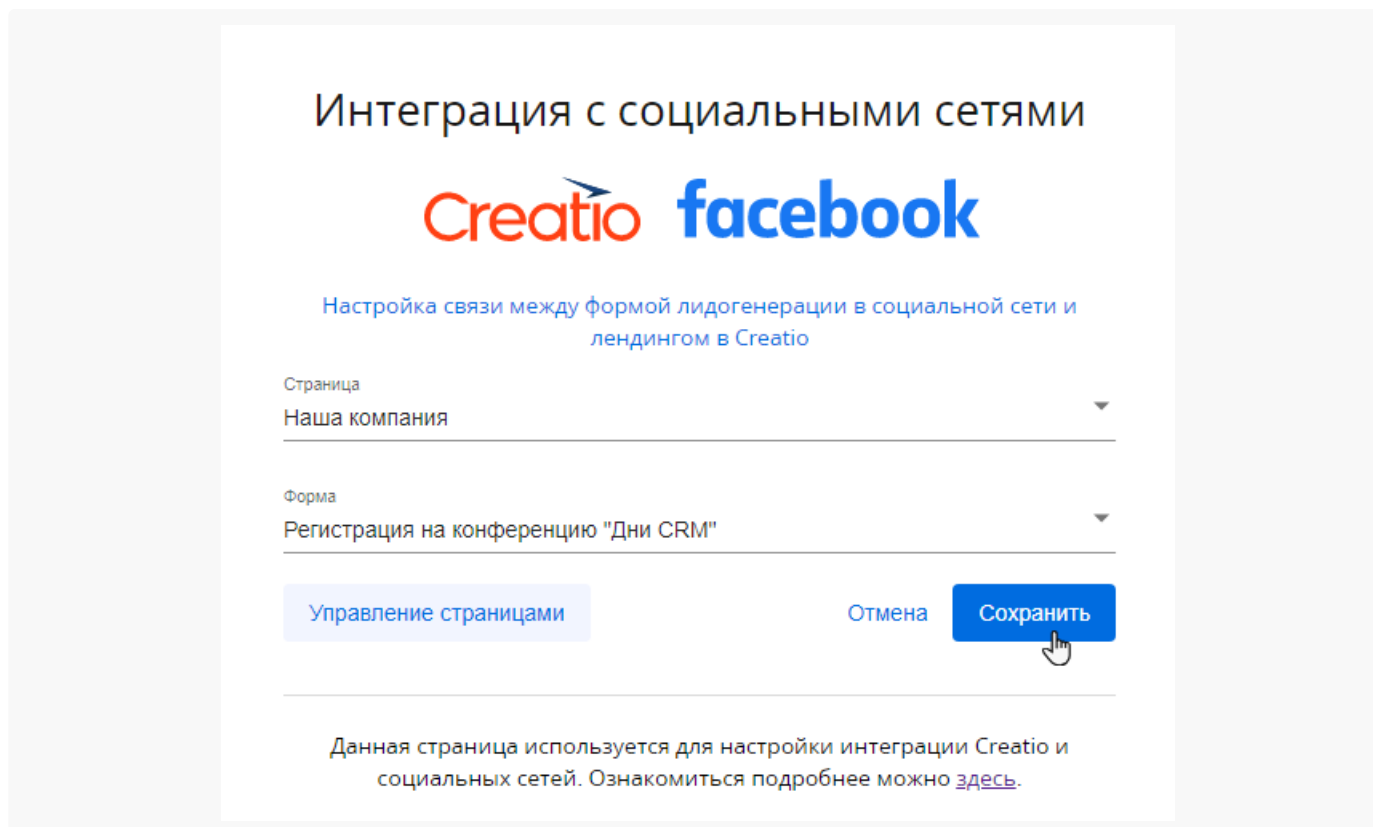 Интеграция с социальными сетями
Creatio facebook
Настройка связи между формой лидогенерации в социальной сети и
лендингом в Creatio
Страница
Наша компания
Форма
Регистрация на конференцию "Дни CRM"
Управление страницами Отмена Сохранить
Данная страница используется для настройки интеграции Creatio и
социальных сетей. Ознакомиться подробнее можно здесь.